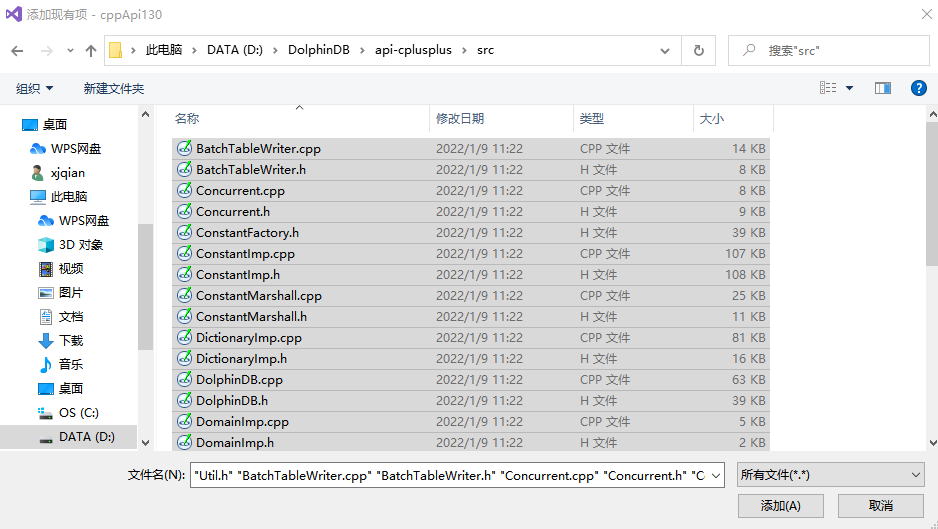 添加现有项 - cppApi130
此电脑 › DATA (D:) › DolphinDB › api-cplusplus › src
搜索"src"
组织 新建文件夹
桌面
WPS网盘
xjqian
此电脑
WPS网盘
3D 对象
视频
图片
文档
下载
音乐
桌面
OS (C:)
DATA (D:)
名称 修改日期 类型 大小
BatchTableWriter.cpp 2022/1/9 11:22 CPP 文件 14 KB
BatchTableWriter.h 2022/1/9 11:22 H 文件 8 KB
Concurrent.cpp 2022/1/9 11:22 CPP 文件 8 KB
Concurrent.h 2022/1/9 11:22 H 文件 9 KB
ConstantFactory.h 2022/1/9 11:22 H 文件 39 KB
ConstantImp.cpp 2022/1/9 11:22 CPP 文件 107 KB
ConstantImp.h 2022/1/9 11:22 H 文件 108 KB
ConstantMarshall.cpp 2022/1/9 11:22 CPP 文件 25 KB
ConstantMarshall.h 2022/1/9 11:22 H 文件 11 KB
DictionaryImp.cpp 2022/1/9 11:22 CPP 文件 81 KB
DictionaryImp.h 2022/1/9 11:22 H 文件 16 KB
DolphinDB.cpp 2022/1/9 11:22 CPP 文件 63 KB
DolphinDB.h 2022/1/9 11:22 H 文件 39 KB
DomainImp.cpp 2022/1/9 11:22 CPP 文件 5 KB
DomainImp.h 2022/1/9 11:22 H 文件 2 KB
文件名(N): "Util.h" "BatchTableWriter.cpp" "BatchTableWriter.h" "Concurrent.cpp" "Concurrent.h" "C
所有文件(*.*)
添加(A) 取消